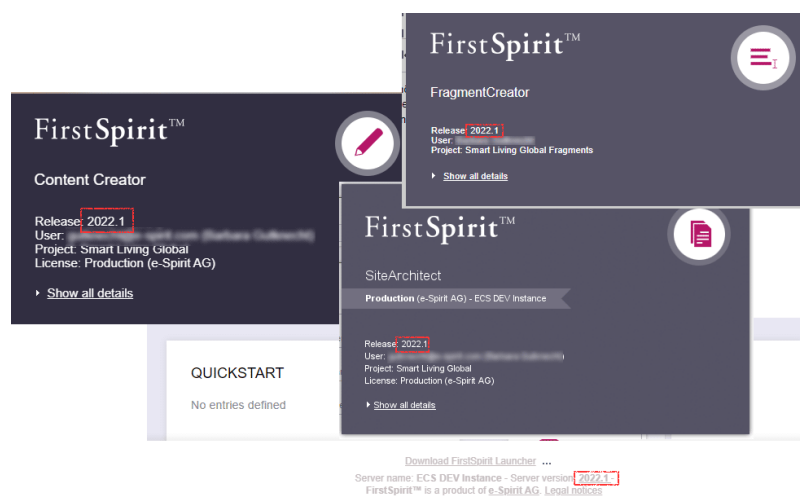 FirstSpirit™
Content Creator
Release: 2022.1
User:
Project: Smart Living Global
License: Production (e-Spirit AG)
Show all details
FirstSpirit™
FragmentCreator
Release: 2022.1
User:
Project: Smart Living Global Fragments
Show all details
FirstSpirit™
SiteArchitect
Production (e-Spirit AG) - ECS DEV Instance
Release: 2022.1
User:
Project: Smart Living Global
License: Production (e-Spirit AG)
Show all details
QUICKSTART
No entries defined
Download FirstSpirit Launcher ...
Server name: ECS DEV Instance - Server version: 2022.1 -
FirstSpirit™ is a product of e-Spirit AG. Legal notices